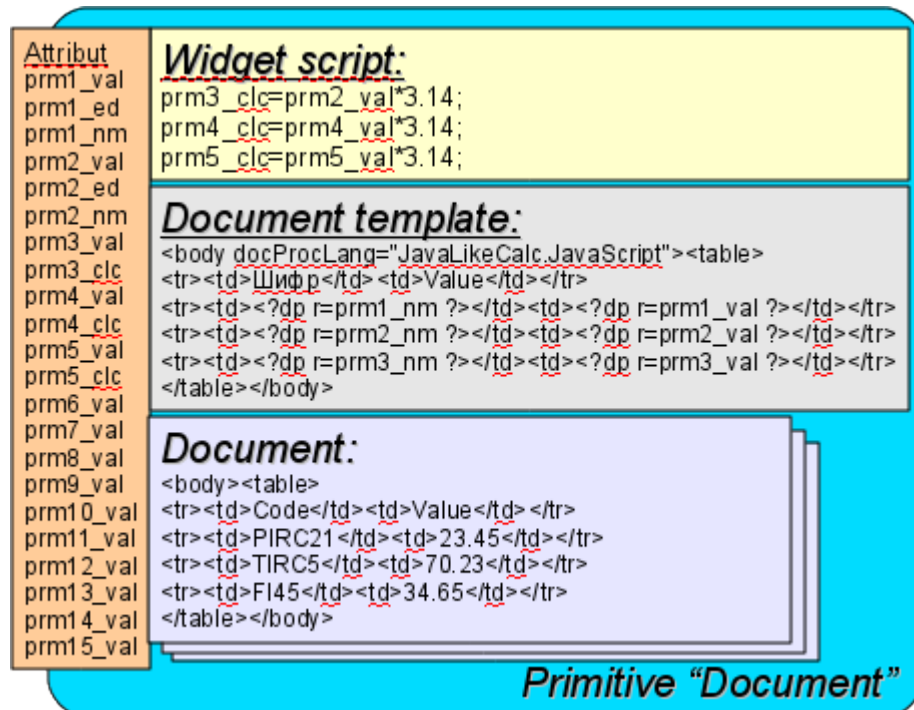 Attribut
prm1_val
prm1_ed
prm1_nm
prm2_val
prm2_ed
prm2_nm
prm3_val
prm3_clc
prm4_val
prm4_clc
prm5_val
prm5_clc
prm6_val
prm7_val
prm8_val
prm9_val
prm10_val
prm11_val
prm12_val
prm13_val
prm14_val
prm15_val
Widget script:
prm3_clc=prm2_val*3.14;
prm4_clc=prm4_val*3.14;
prm5_clc=prm5_val*3.14;
Document template:
<body docProcLang="JavaLikeCalc.JavaScript"><table>
<tr><td>Шифр</td><td>Value</td></tr>
<tr><td><?dp r=prm1_nm ?></td><td><?dp r=prm1_val ?></td></tr>
<tr><td><?dp r=prm2_nm ?></td><td><?dp r=prm2_val ?></td></tr>
<tr><td><?dp r=prm3_nm ?></td><td><?dp r=prm3_val ?></td></tr>
</table></body>
Document:
<body><table>
<tr><td>Code</td><td>Value</td></tr>
<tr><td>PIRC21</td><td>23.45</td></tr>
<tr><td>TIRC5</td><td>70.23</td></tr>
<tr><td>FI45</td><td>34.65</td></tr>
</table></body>
Primitive “Document”